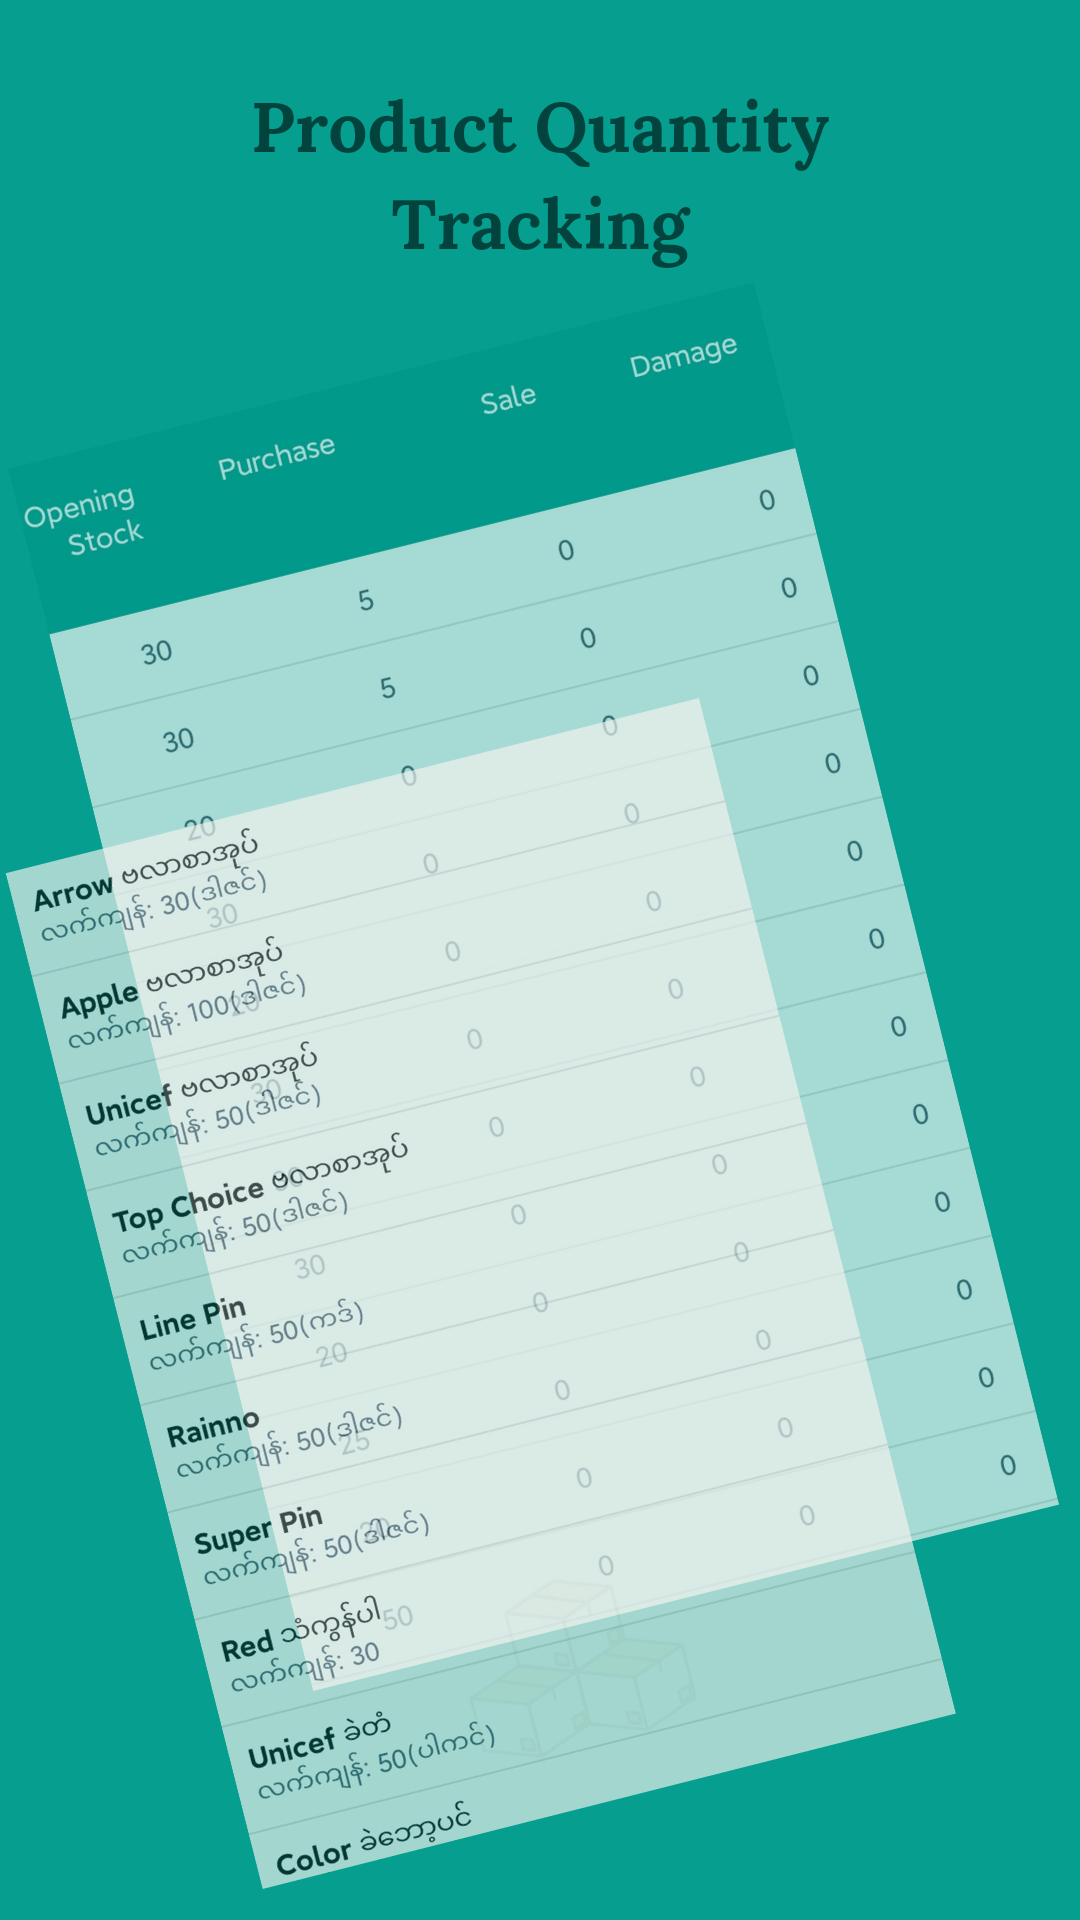 Product Quantity
Tracking
Opening
Stock
Purchase
Sale
Damage
30 5 0 0
30 5 0 0
20 0 0 0
30 0 0 0
20 0 0 0
30 0 0 0
30 0 0 0
30 0 0 0
20 0 0 0
25 0 0 0
20 0 0 0
50 0 0 0
Arrow ဗလာစာအုပ်
လက်ကျန်: 30(ဒါဇင်)
Apple ဗလာစာအုပ်
လက်ကျန်: 100(ဒါဇင်)
Unicef ဗလာစာအုပ်
လက်ကျန်: 50(ဒါဇင်)
Top Choice ဗလာစာအုပ်
လက်ကျန်: 50(ဒါဇင်)
Line Pin
လက်ကျန်: 50(ကဒ်)
Rainno
လက်ကျန်: 50(ဒါဇင်)
Super Pin
လက်ကျန်: 50(ဒါဇင်)
Red သံကွန်ပါ
လက်ကျန်: 30
Unicef ခဲတံ
လက်ကျန်: 50(ပါကင်)
Color ခဲဘော့ပင်